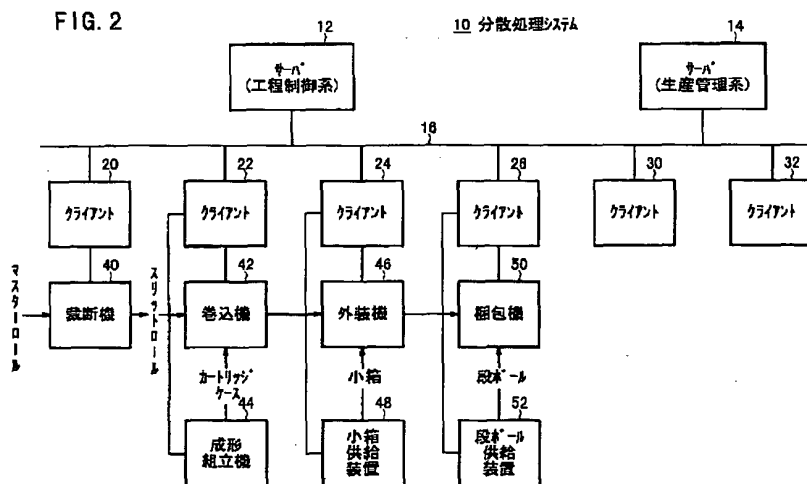 FIG. 2
10 分散処理システム
12
14
サーバ
(工程制御系)
サーバ
(生産管理系)
16
20
22
24
28
30
32
クライアント
クライアント
クライアント
クライアント
クライアント
クライアント
マスターロール
40
裁断機
スリットロール
42
巻込機
46
外装機
50
梱包機
カートリッジ
ケース
小箱
段ボール
44
成形
組立機
48
小箱
供給
装置
52
段ボール
供給
装置